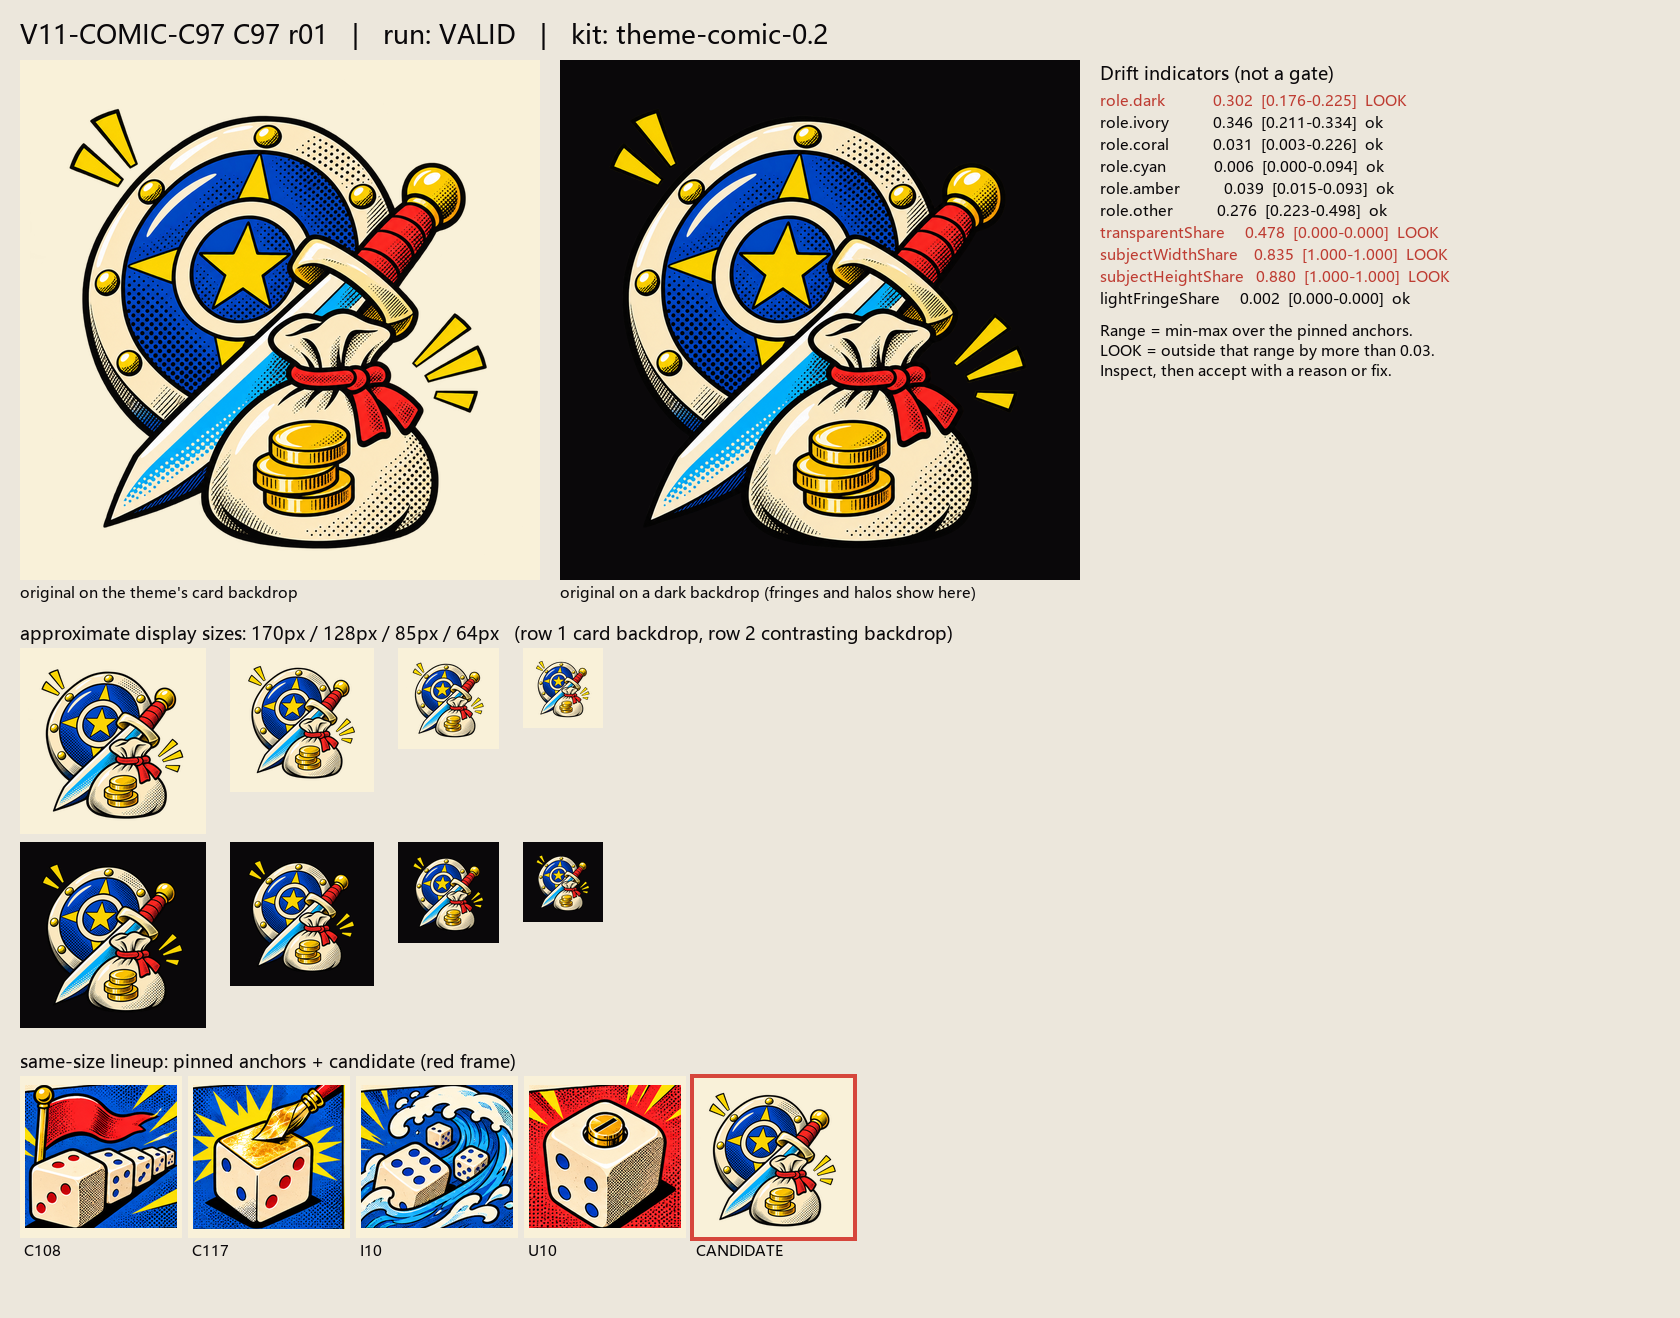 V11-COMIC-C97 C97 r01 | run: VALID | kit: theme-comic-0.2
Drift indicators (not a gate)
role.dark 0.302 [0.176-0.225] LOOK
role.ivory 0.346 [0.211-0.334] ok
role.coral 0.031 [0.003-0.226] ok
role.cyan 0.006 [0.000-0.094] ok
role.amber 0.039 [0.015-0.093] ok
role.other 0.276 [0.223-0.498] ok
transparentShare 0.478 [0.000-0.000] LOOK
subjectWidthShare 0.835 [1.000-1.000] LOOK
subjectHeightShare 0.880 [1.000-1.000] LOOK
lightFringeShare 0.002 [0.000-0.000] ok
Range = min-max over the pinned anchors.
LOOK = outside that range by more than 0.03.
Inspect, then accept with a reason or fix.
original on the theme's card backdrop
original on a dark backdrop (fringes and halos show here)
approximate display sizes: 170px / 128px / 85px / 64px (row 1 card backdrop, row 2 contrasting backdrop)
same-size lineup: pinned anchors + candidate (red frame)
C108
C117
I10
U10
CANDIDATE